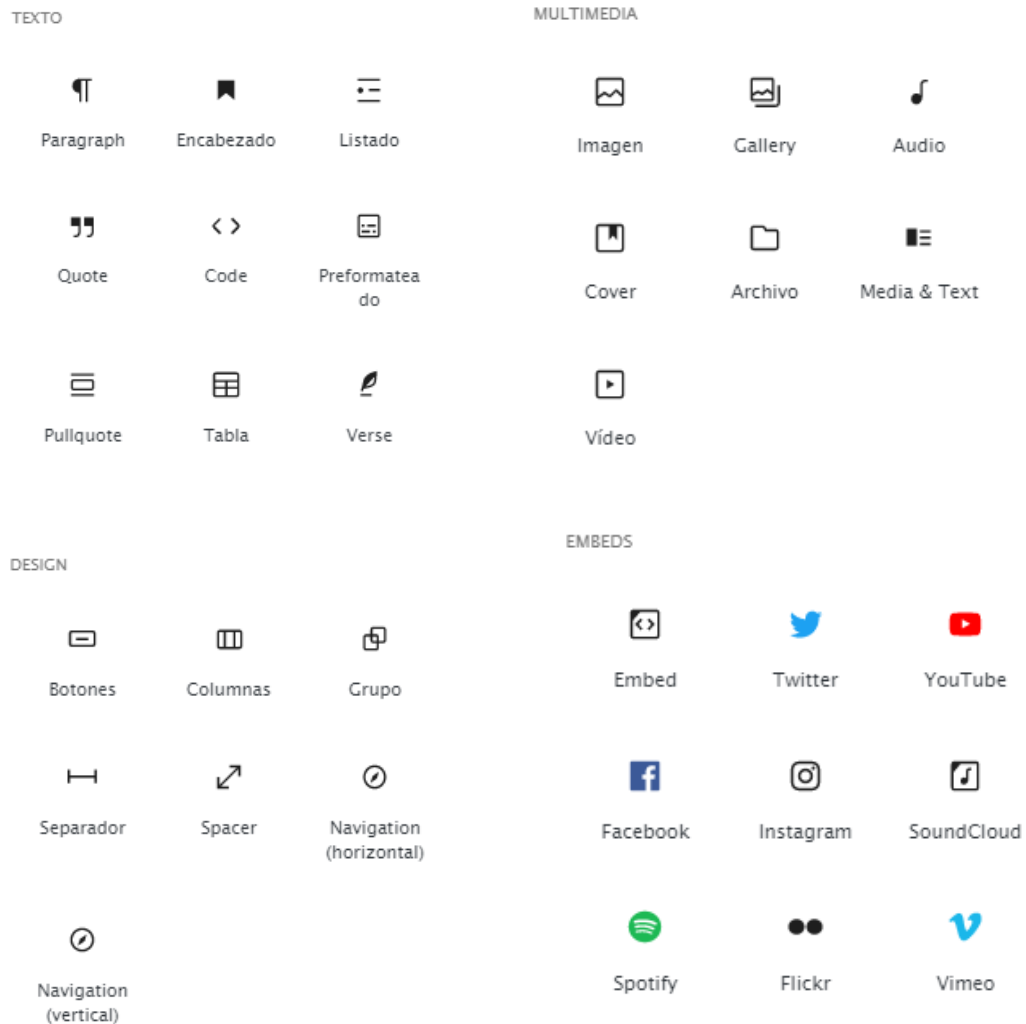 TEXTO
Paragraph
Encabezado
Listado
Quote
Code
Preformatea
do
Pullquote
Tabla
Verse
MULTIMEDIA
Imagen
Gallery
Audio
Cover
Archivo
Media & Text
Vídeo
DESIGN
Botones
Columnas
Grupo
Separador
Spacer
Navigation
(horizontal)
Navigation
(vertical)
EMBEDS
Embed
Twitter
YouTube
Facebook
Instagram
SoundCloud
Spotify
Flickr
Vimeo